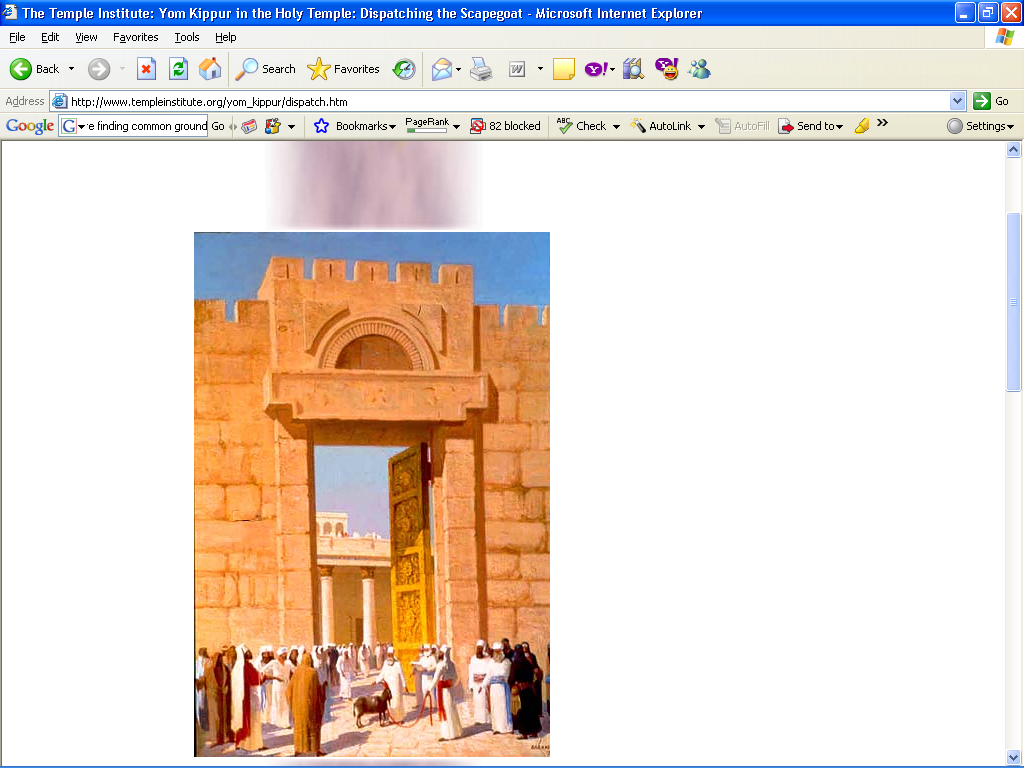 The Temple Institute: Yom Kippur in the Holy Temple: Dispatching the Scapegoat - Microsoft Internet Explorer
File Edit View Favorites Tools Help
Back Search Favorites W Y!
Address http://www.templeinstitute.org/yom_kippur/dispatch.htm Go
Google G e finding common ground Go Bookmarks PageRank 82 blocked ABC Check AutoLink AutoFill Send to Settings